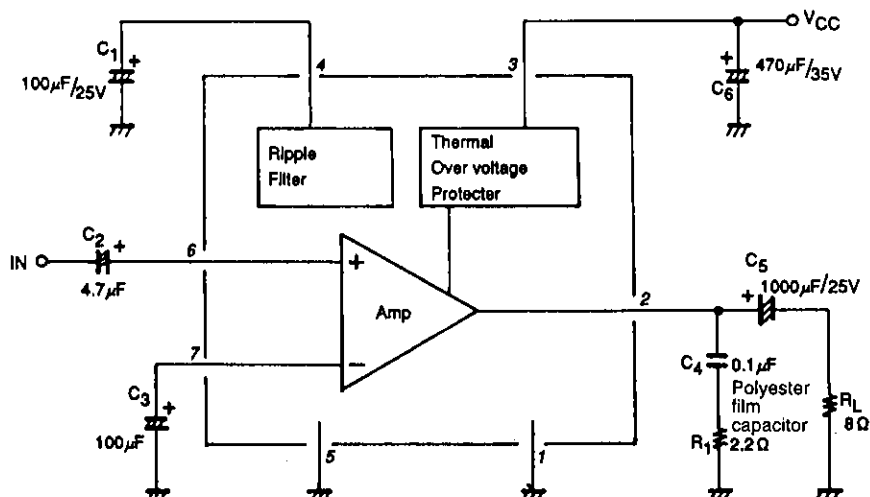 C1 +
100μF/25V
4
3
VCC
+
470μF/35V
C6
Ripple
Filter
Thermal
Over voltage
Protecter
C2 +
IN
4.7μF
6
+
Amp
−
7
2
C5
+ 1000μF/25V
C3 +
100μF
5
1
C4 0.1μF
Polyester
film
capacitor
R1 2.2Ω
RL
8Ω